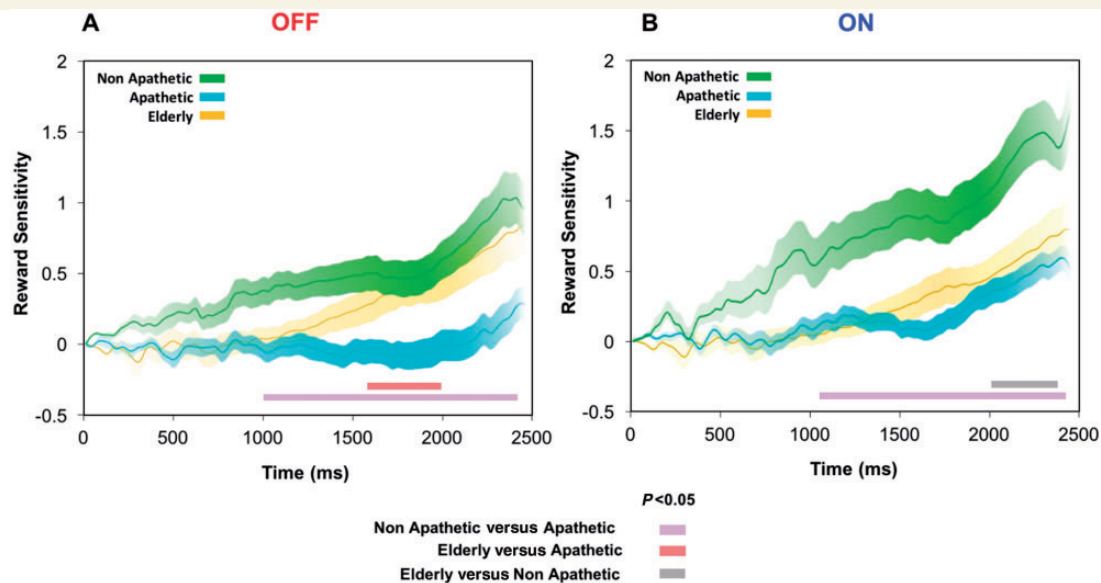 A OFF
B ON
2
1.5
1
0.5
0
-0.5
Reward Sensitivity
Non Apathetic
Apathetic
Elderly
0 500 1000 1500 2000 2500
Time (ms)
2
1.5
1
0.5
0
-0.5
Reward Sensitivity
Non Apathetic
Apathetic
Elderly
0 500 1000 1500 2000 2500
Time (ms)
P<0.05
Non Apathetic versus Apathetic
Elderly versus Apathetic
Elderly versus Non Apathetic